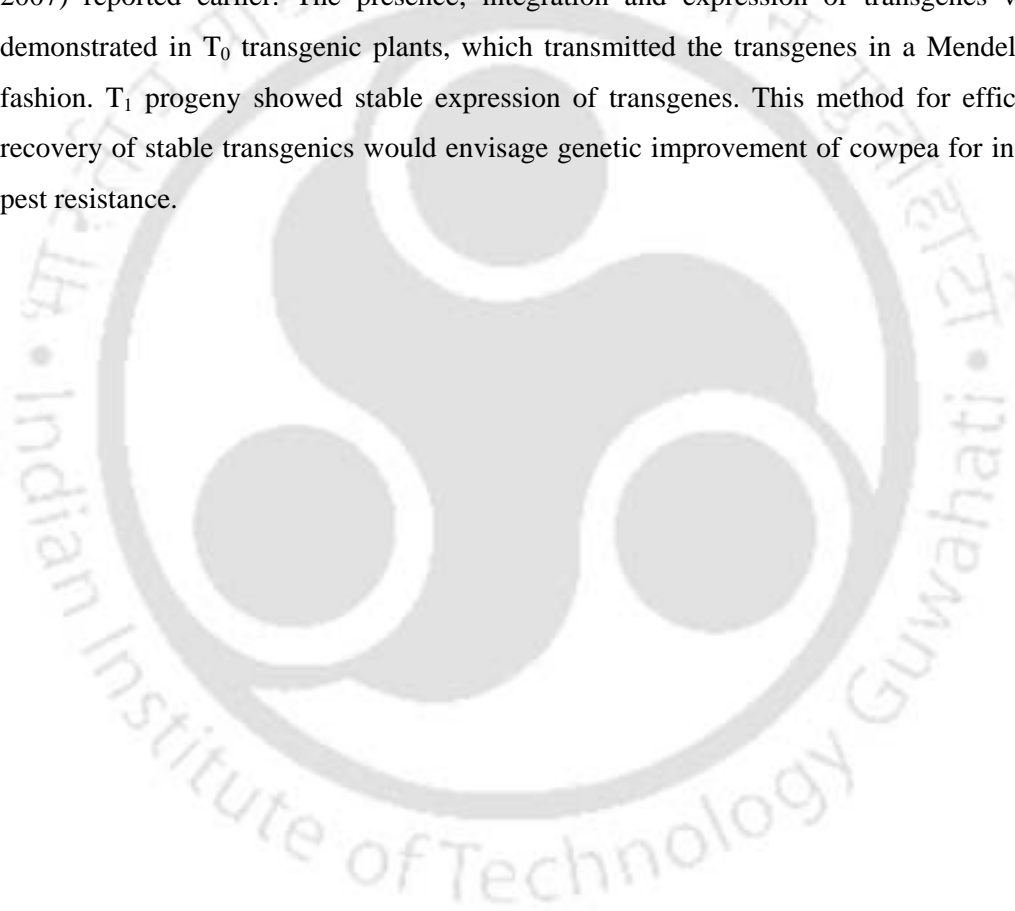 2007) reported earlier. The presence, integration and expression of transgenes
demonstrated in T0 transgenic plants, which transmitted the transgenes in a Mendel
fashion. T1 progeny showed stable expression of transgenes. This method for effic
recovery of stable transgenics would envisage genetic improvement of cowpea for in
pest resistance.
Indian Institute of Technology Guwahati